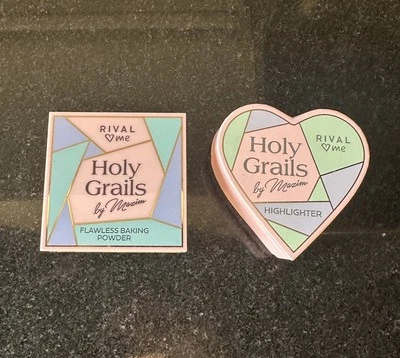 RIVAL
♡me
Holy
Grails
by Maxim
FLAWLESS BAKING
POWDER
RIVAL
♡me
Holy
Grails
by Maxim
HIGHLIGHTER